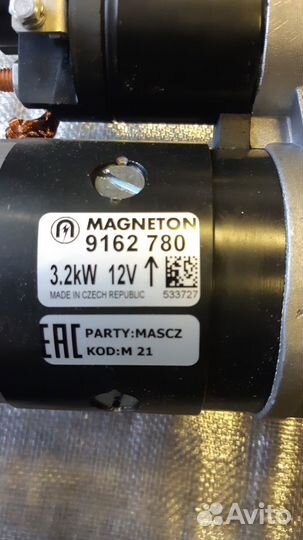 MAGNETON
9162 780
3.2kW 12V ↑
MADE IN CZECH REPUBLIC 533727
EAC PARTY:MASCZ
KOD:M 21
Avito